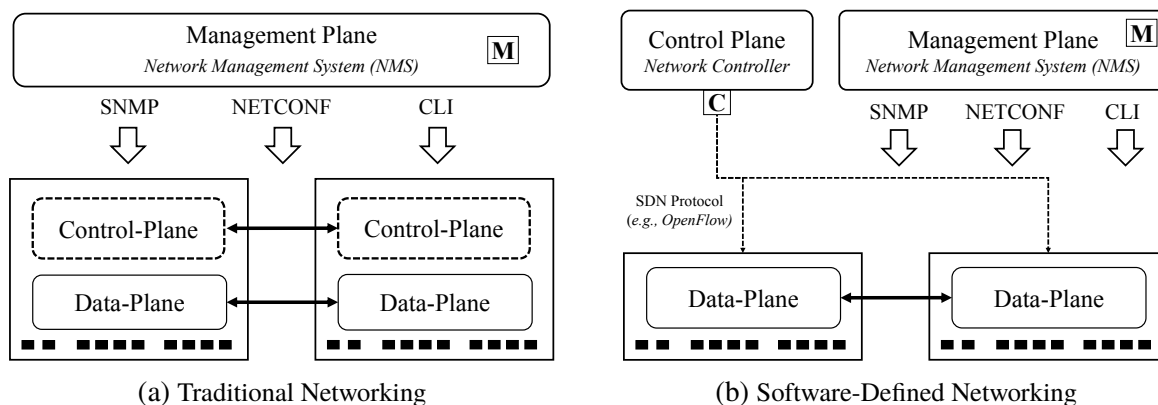 Management Plane
Network Management System (NMS)
M
SNMP NETCONF CLI
Control-Plane Control-Plane
Data-Plane Data-Plane
(a) Traditional Networking
Control Plane
Network Controller
C
Management Plane
Network Management System (NMS)
M
SNMP NETCONF CLI
SDN Protocol
(e.g., OpenFlow)
Data-Plane Data-Plane
(b) Software-Defined Networking